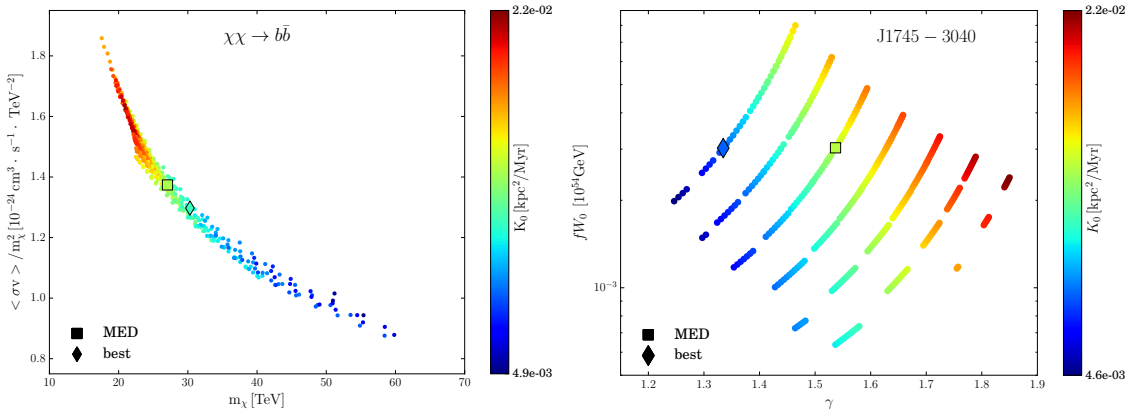 χχ → bb̄
1.8
1.6
1.4
1.2
1.0
0.8
< σv > /m²χ [10⁻²⁴ cm³ · s⁻¹ · TeV⁻²]
MED
best
10 20 30 40 50 60 70
mχ [TeV]
2.2e-02
K₀ [kpc²/Myr]
4.9e-03
J1745 − 3040
fW₀ [10⁵⁴GeV]
10⁻³
MED
best
1.2 1.3 1.4 1.5 1.6 1.7 1.8 1.9
γ
2.2e-02
K₀ [kpc²/Myr]
4.6e-03